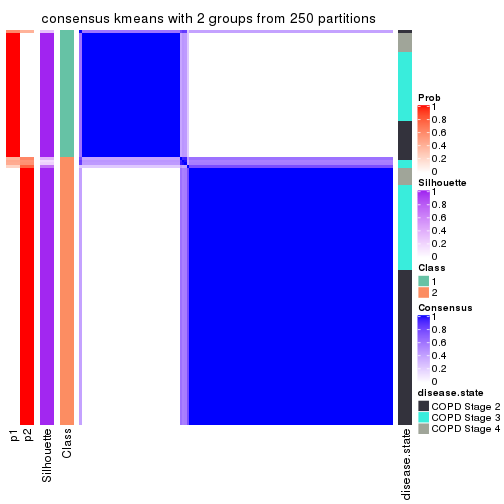 consensus kmeans with 2 groups from 250 partitions
Prob
1
0.8
0.6
0.4
0.2
0
Silhouette
1
0.8
0.6
0.4
0.2
0
Class
1
2
Consensus
1
0.8
0.6
0.4
0.2
0
disease.state
COPD Stage 2
COPD Stage 3
COPD Stage 4
p1
p2
Silhouette
Class
disease.state